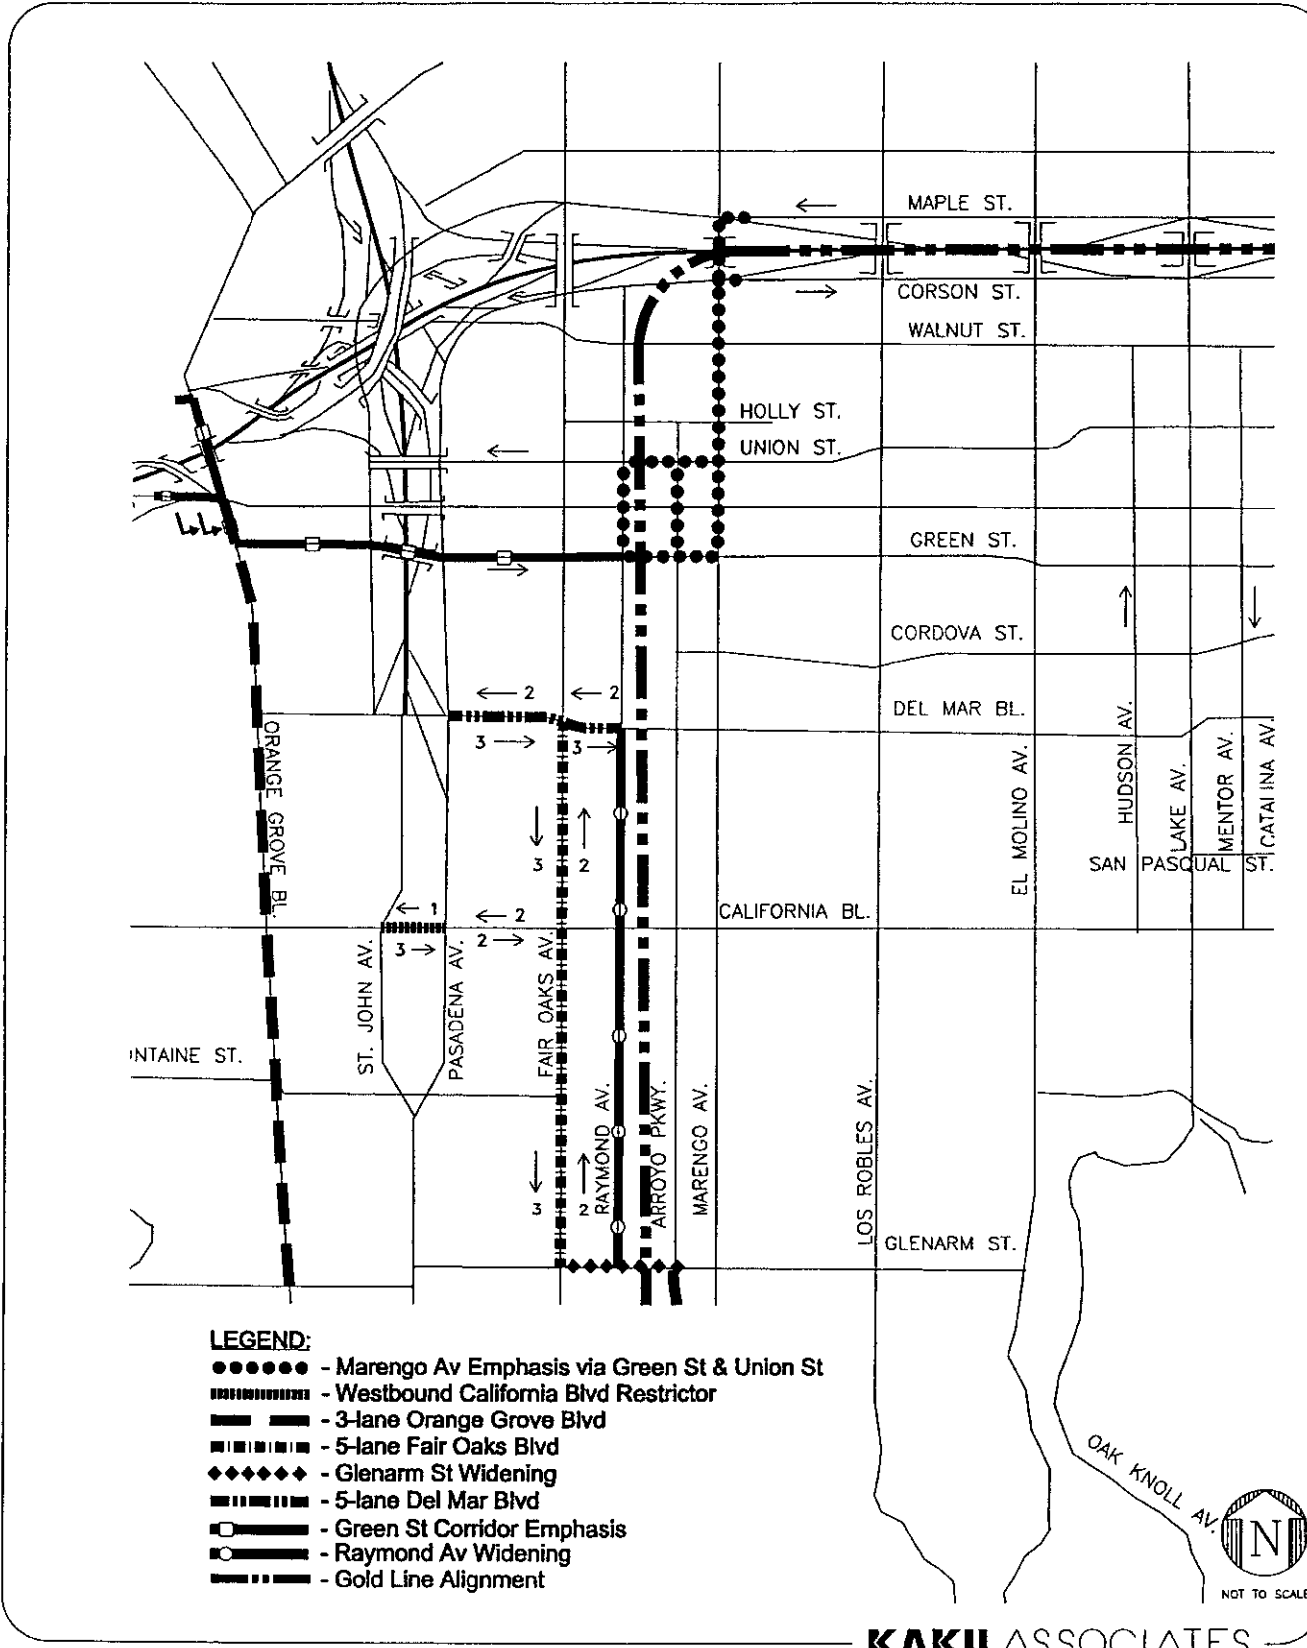 MAPLE ST.
CORSON ST.
WALNUT ST.
HOLLY ST.
UNION ST.
GREEN ST.
CORDOVA ST.
DEL MAR BL.
2
2
3
3
ORANGE GROVE BL.
EL MOLINO AV.
HUDSON AV.
LAKE AV.
MENTOR AV.
CATALINA AV.
3
2
SAN PASQUAL ST.
1
2
CALIFORNIA BL.
3
2
ST. JOHN AV.
PASADENA AV.
FAIR OAKS AV.
NTAINE ST.
RAYMOND AV.
ARROYO PKWY.
MARENGO AV.
LOS ROBLES AV.
3
2
GLENARM ST.
LEGEND:
- Marengo Av Emphasis via Green St & Union St
- Westbound California Blvd Restrictor
- 3-lane Orange Grove Blvd
- 5-lane Fair Oaks Blvd
- Glenarm St Widening
- 5-lane Del Mar Blvd
- Green St Corridor Emphasis
- Raymond Av Widening
- Gold Line Alignment
OAK KNOLL AV.
N
NOT TO SCALE
KAKU ASSOCIATES